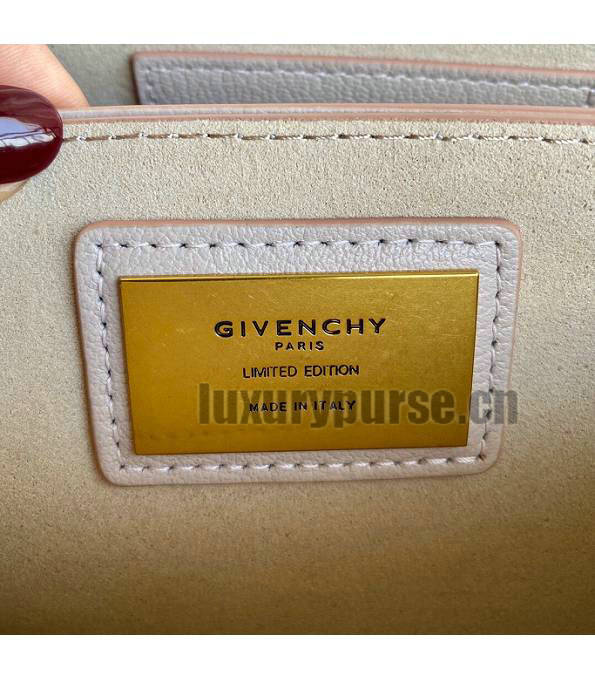 GIVENCHY
PARIS
LIMITED EDITION
luxurypurse.cn
MADE IN ITALY